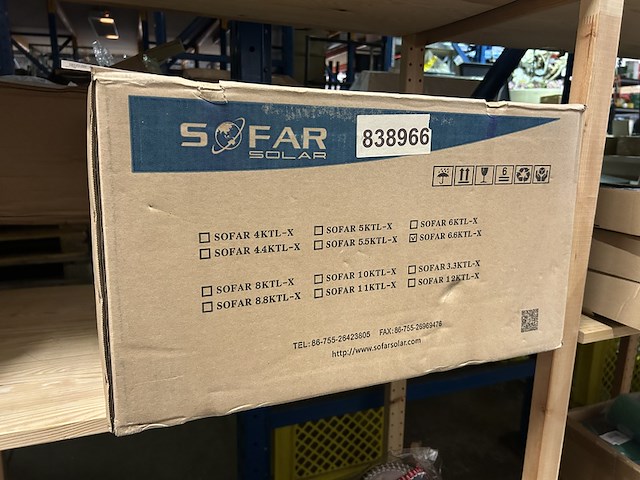 SOFAR
SOLAR
838966
6
SOFAR 4KTL-X
SOFAR 4.4KTL-X
SOFAR 5KTL-X
SOFAR 5.5KTL-X
SOFAR 6KTL-X
SOFAR 6.6KTL-X
SOFAR 8KTL-X
SOFAR 8.8KTL-X
SOFAR 10KTL-X
SOFAR 11KTL-X
SOFAR 3.3KTL-X
SOFAR 12KTL-X
TEL: 86-755-26423805 FAX: 86-755-26969476
http://www.sofarsolar.com